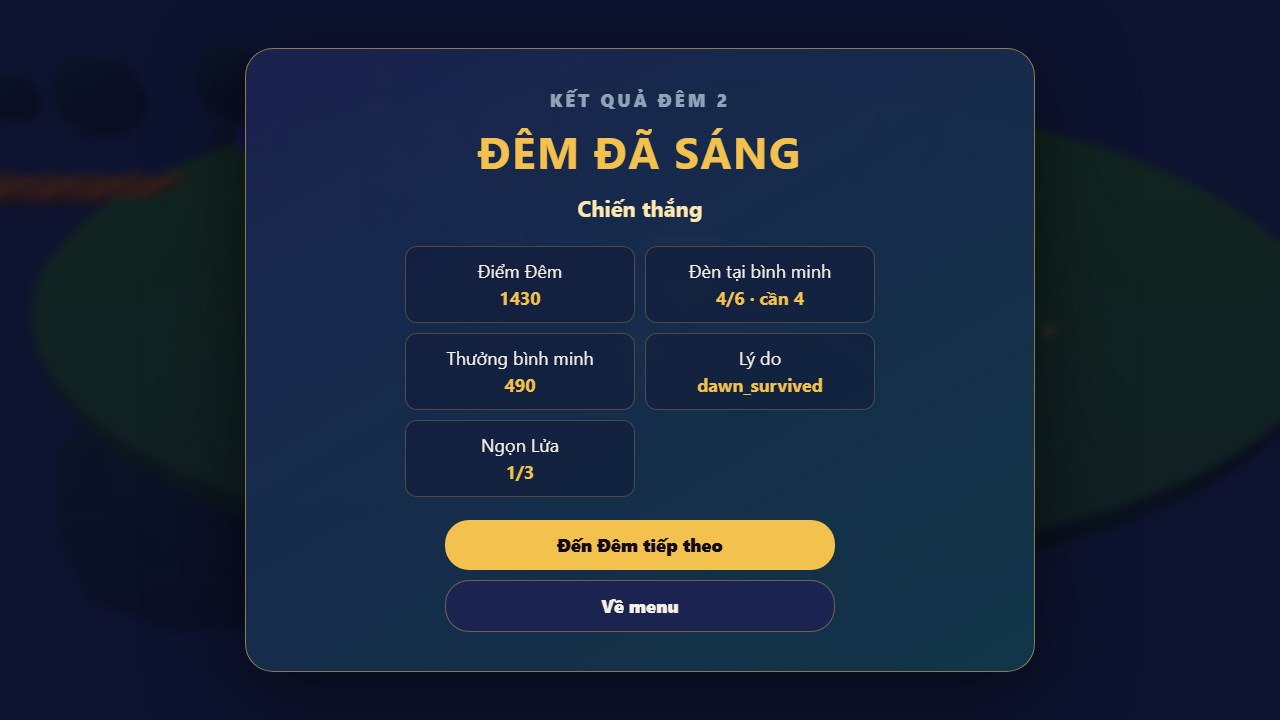 KẾT QUẢ ĐÊM 2
ĐÊM ĐÃ SÁNG
Chiến thắng
Điểm Đêm
1430
Đèn tại bình minh
4/6 · cần 4
Thưởng bình minh
490
Lý do
dawn_survived
Ngọn Lửa
1/3
Đến Đêm tiếp theo
Về menu